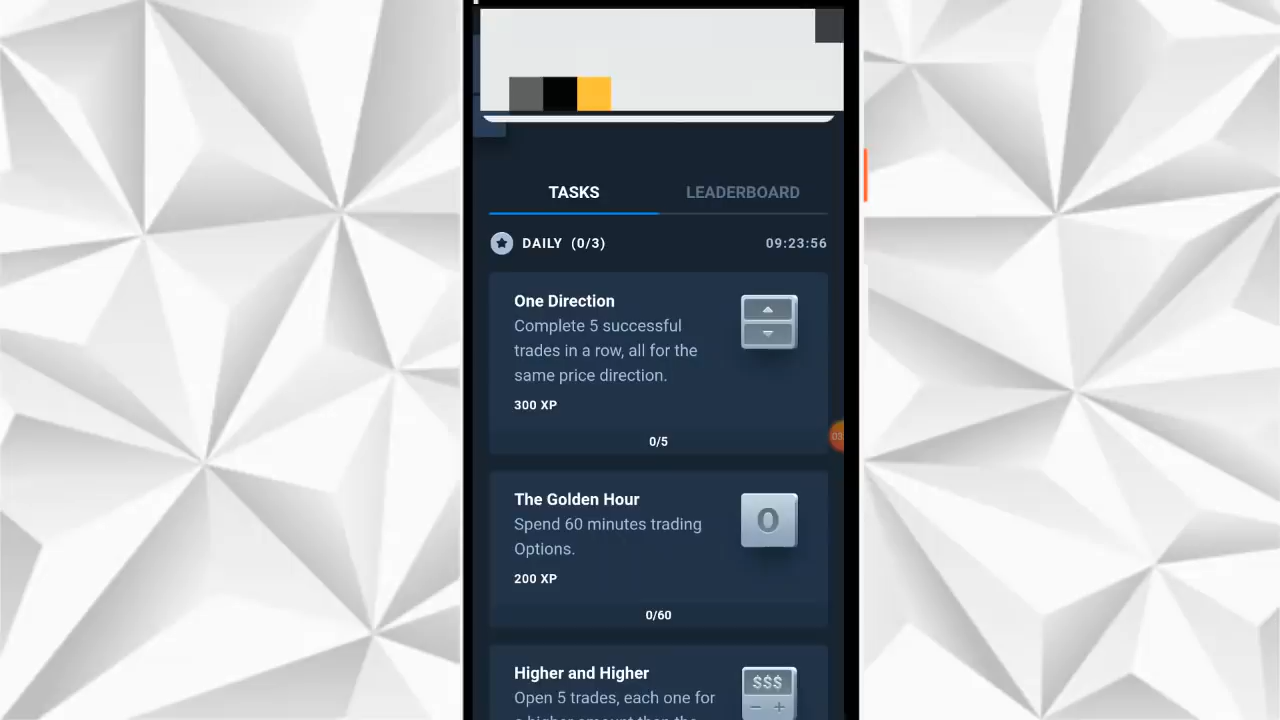 TASKS LEADERBOARD
DAILY (0/3) 09:23:56
One Direction
Complete 5 successful
trades in a row, all for the
same price direction.
300 XP
0/5
The Golden Hour
Spend 60 minutes trading
Options.
0
200 XP
0/60
Higher and Higher
$$$
Open 5 trades, each one for